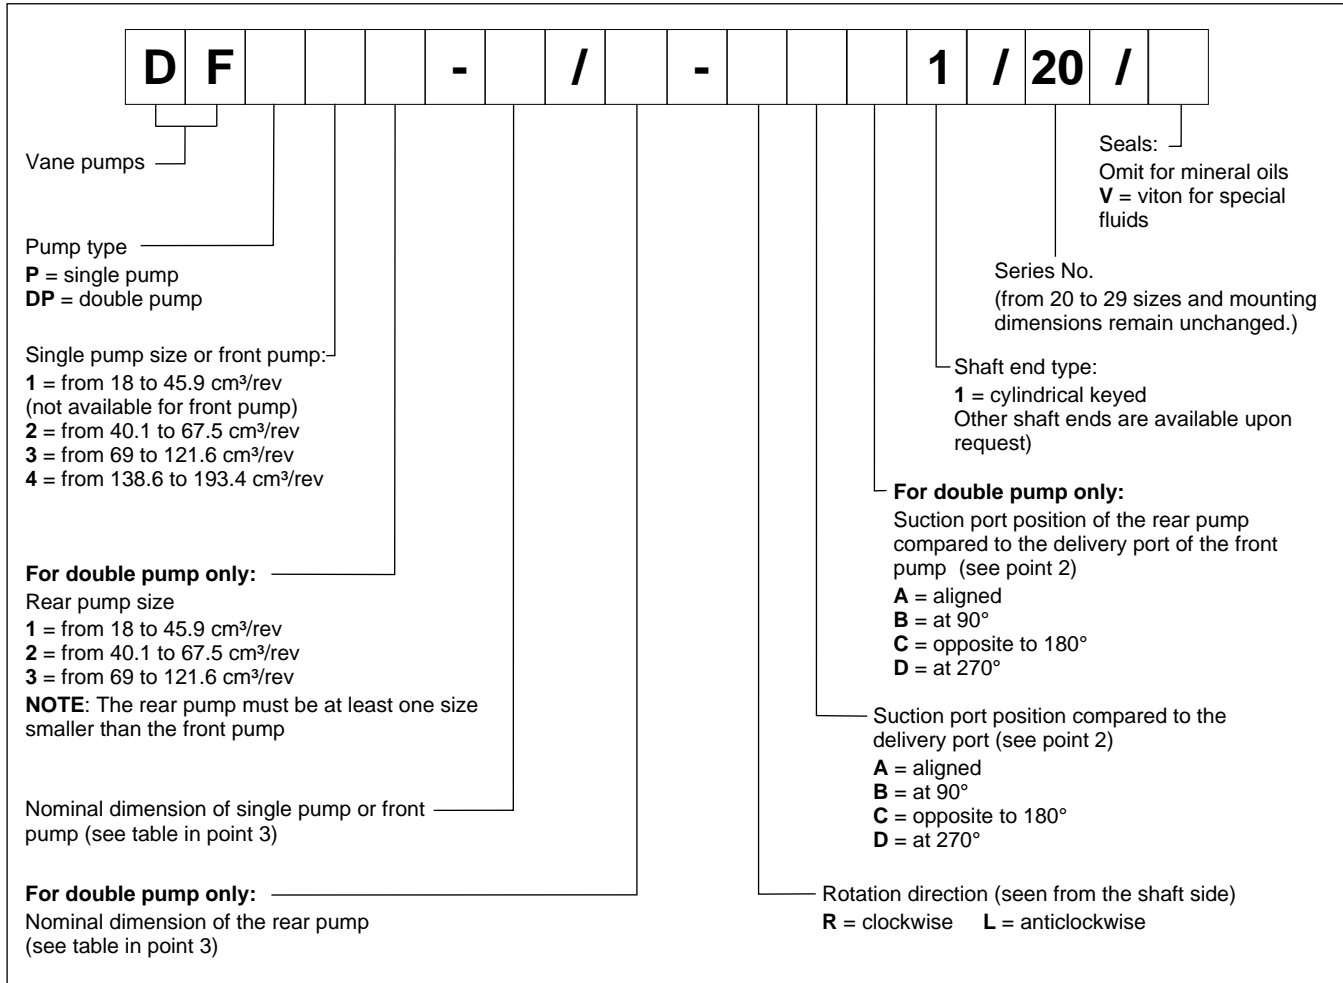 D F - / - 1 / 20 /
Vane pumps
Pump type
P = single pump
DP = double pump
Single pump size or front pump:
1 = from 18 to 45.9 cm³/rev
(not available for front pump)
2 = from 40.1 to 67.5 cm³/rev
3 = from 69 to 121.6 cm³/rev
4 = from 138.6 to 193.4 cm³/rev
For double pump only:
Rear pump size
1 = from 18 to 45.9 cm³/rev
2 = from 40.1 to 67.5 cm³/rev
3 = from 69 to 121.6 cm³/rev
NOTE: The rear pump must be at least one size
smaller than the front pump
Nominal dimension of single pump or front
pump (see table in point 3)
For double pump only:
Nominal dimension of the rear pump
(see table in point 3)
Seals:
Omit for mineral oils
V = viton for special
fluids
Series No.
(from 20 to 29 sizes and mounting
dimensions remain unchanged.)
Shaft end type:
1 = cylindrical keyed
Other shaft ends are available upon
request)
For double pump only:
Suction port position of the rear pump
compared to the delivery port of the front
pump (see point 2)
A = aligned
B = at 90°
C = opposite to 180°
D = at 270°
Suction port position compared to the
delivery port (see point 2)
A = aligned
B = at 90°
C = opposite to 180°
D = at 270°
Rotation direction (seen from the shaft side)
R = clockwise L = anticlockwise